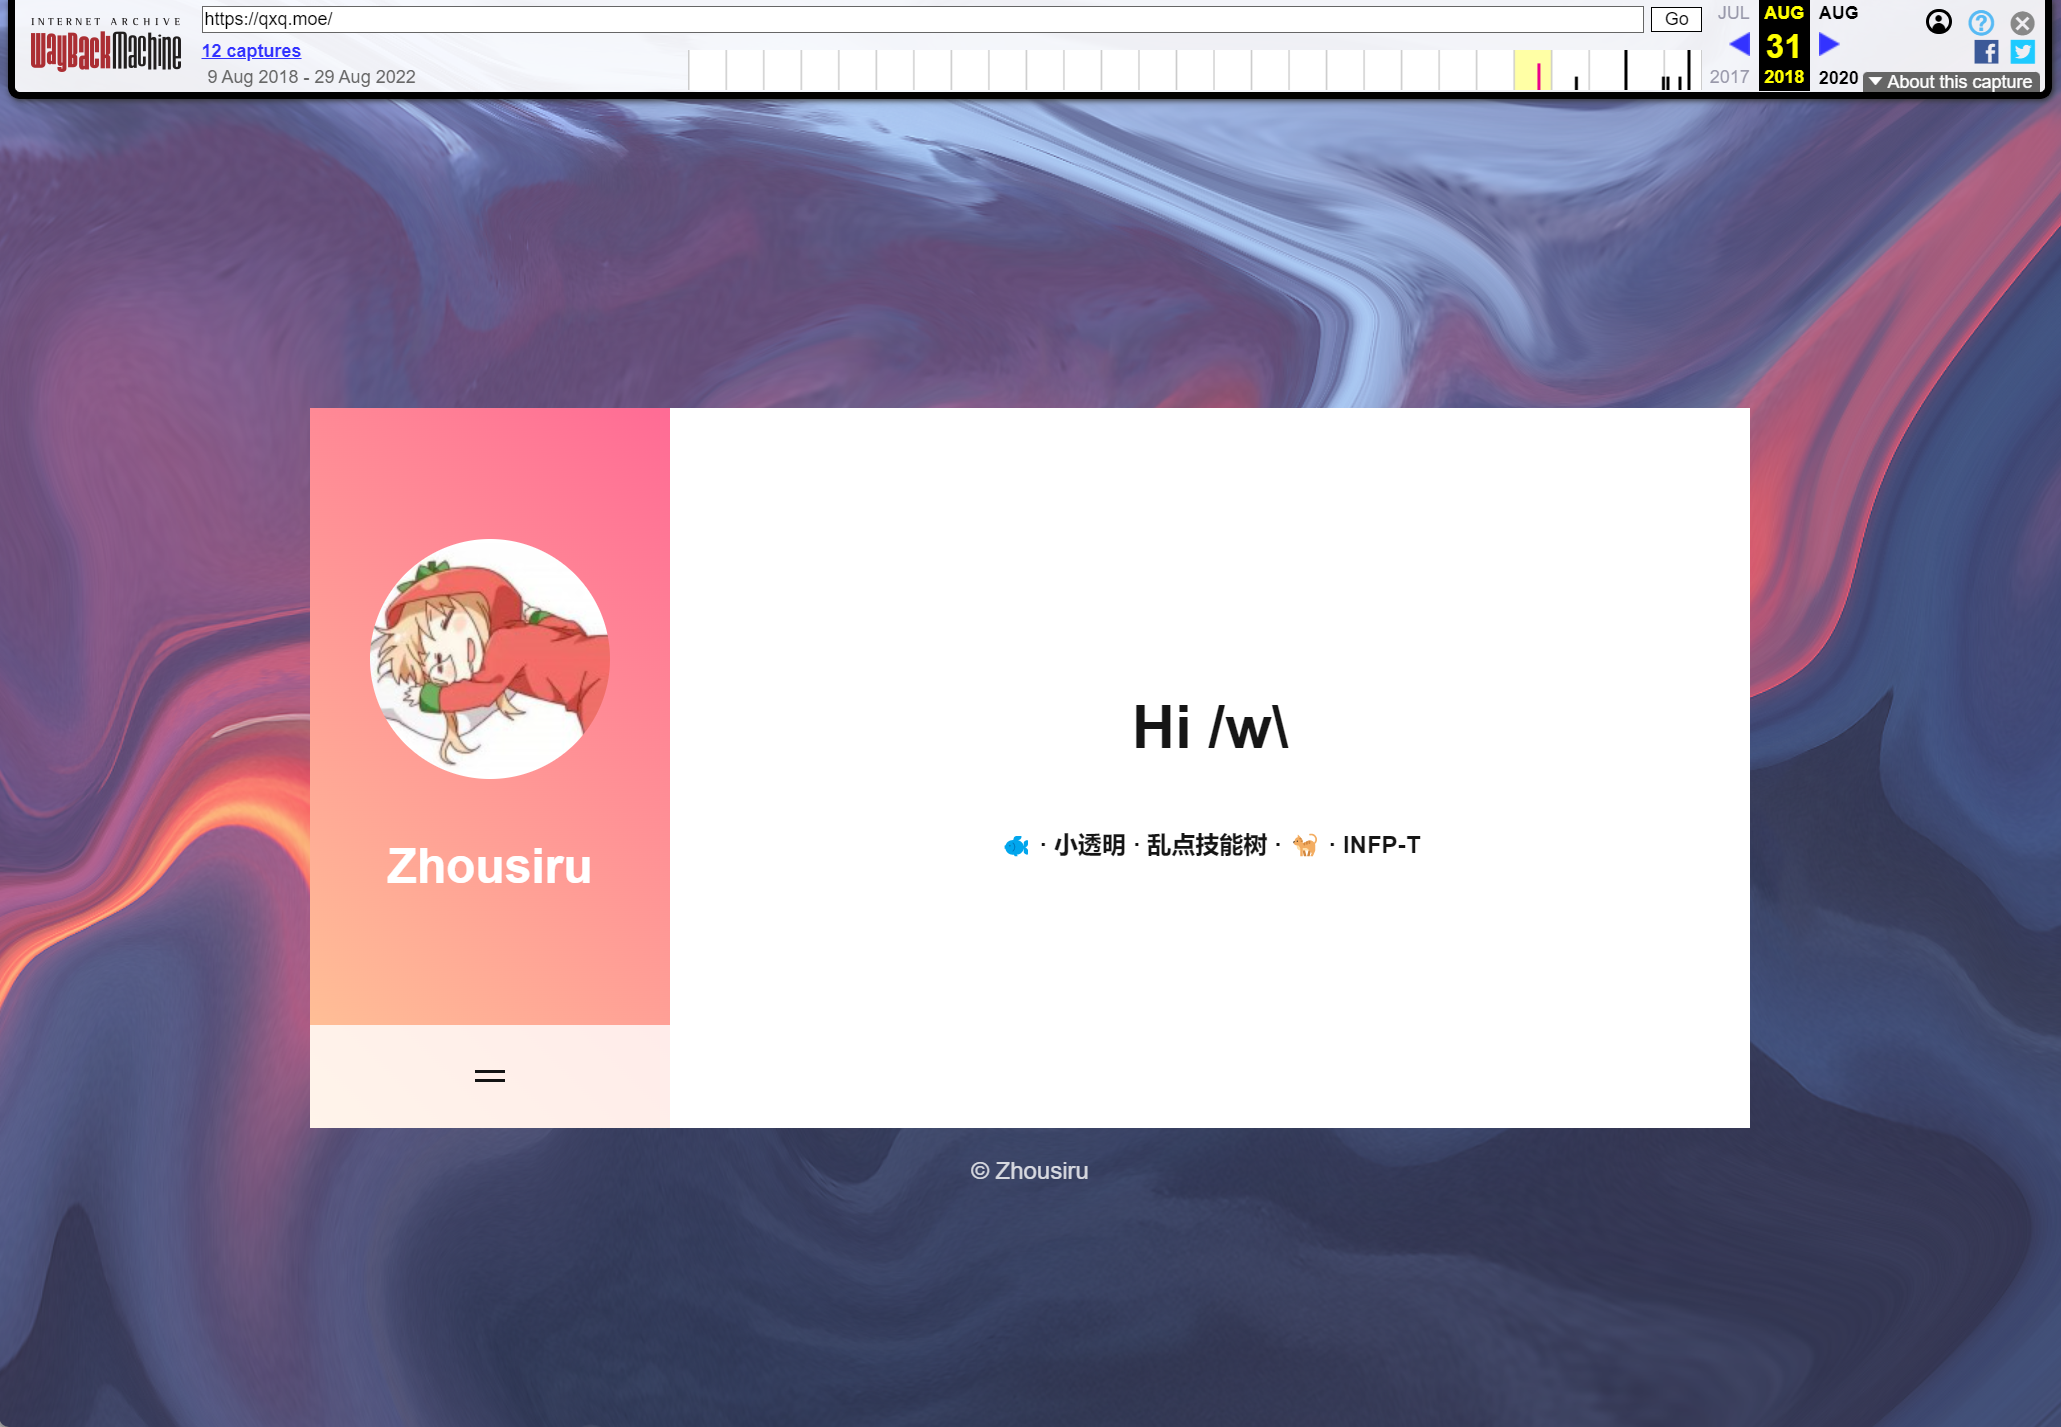 INTERNET ARCHIVE
WayBackMachine
https://qxq.moe/
Go
12 captures
9 Aug 2018 - 29 Aug 2022
JUL
AUG
AUG
31
2017
2018
2020
About this capture
Zhousiru
Hi /w\
🐟 · 小透明 · 乱点技能树 · 🐈 · INFP-T
© Zhousiru